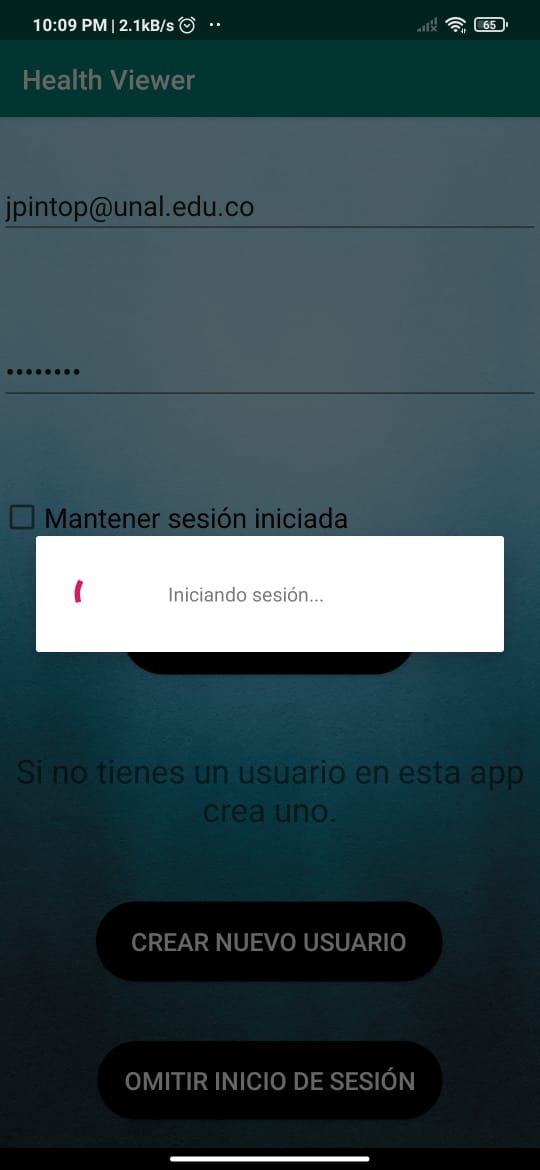 10:09 PM | 2.1kB/s
65
Health Viewer
jpintop@unal.edu.co
••••••••
Mantener sesión iniciada
Iniciando sesión...
Si no tienes un usuario en esta app
crea uno.
CREAR NUEVO USUARIO
OMITIR INICIO DE SESIÓN